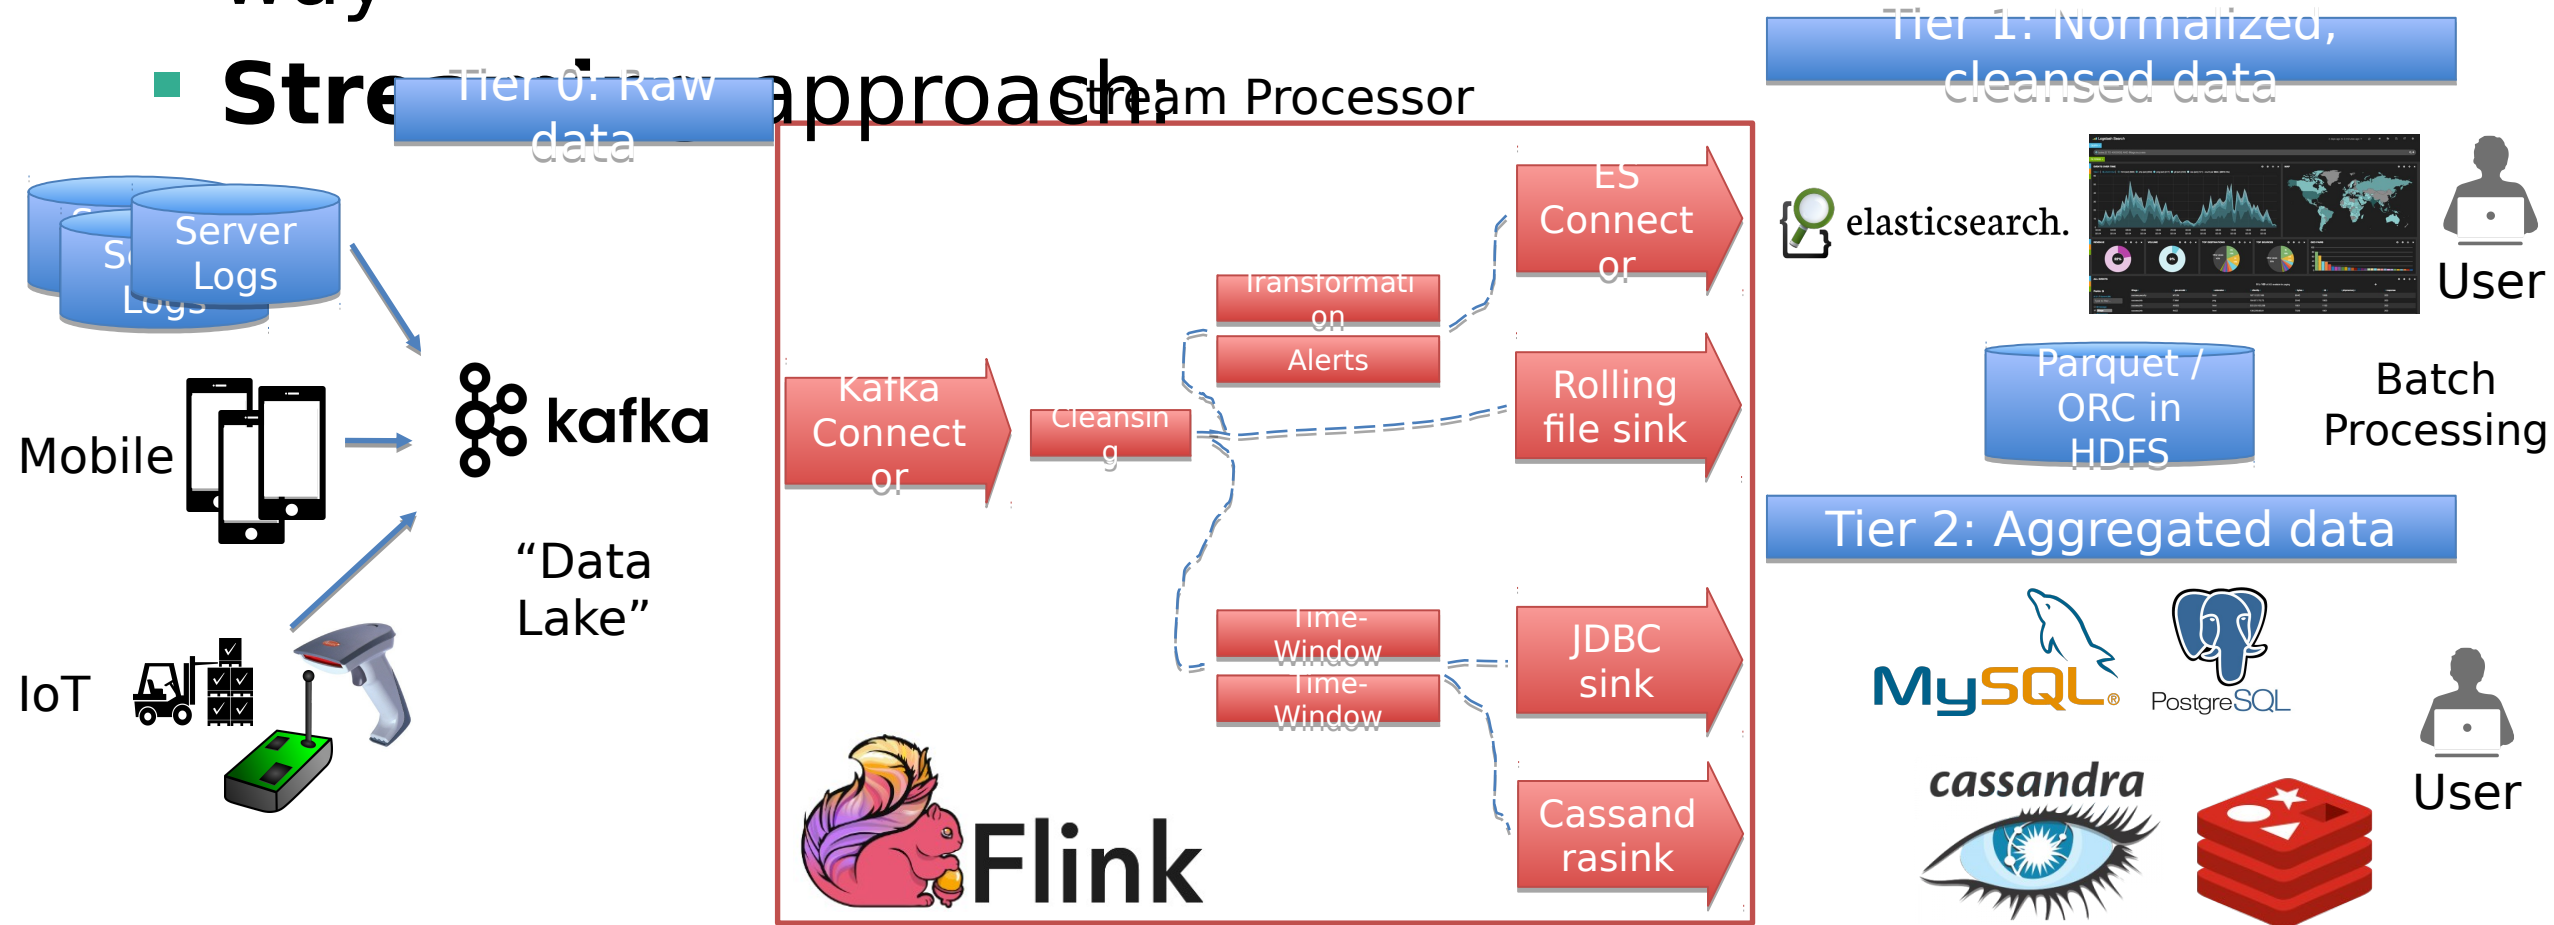 way
Streaming approach:
Tier 0: Raw
data
Stream Processor
Tier 1: Normalized,
cleansed data
Server
Logs
Logs
Mobile
IoT
kafka
“Data
Lake”
Kafka
Connect
or
Cleansin
g
Transformati
on
Alerts
Time-
Window
Time-
Window
ES
Connect
or
Rolling
file sink
JDBC
sink
Cassand
rasink
Flink
elasticsearch.
User
Parquet /
ORC in
HDFS
Batch
Processing
Tier 2: Aggregated data
MySQL®
PostgreSQL
cassandra
User